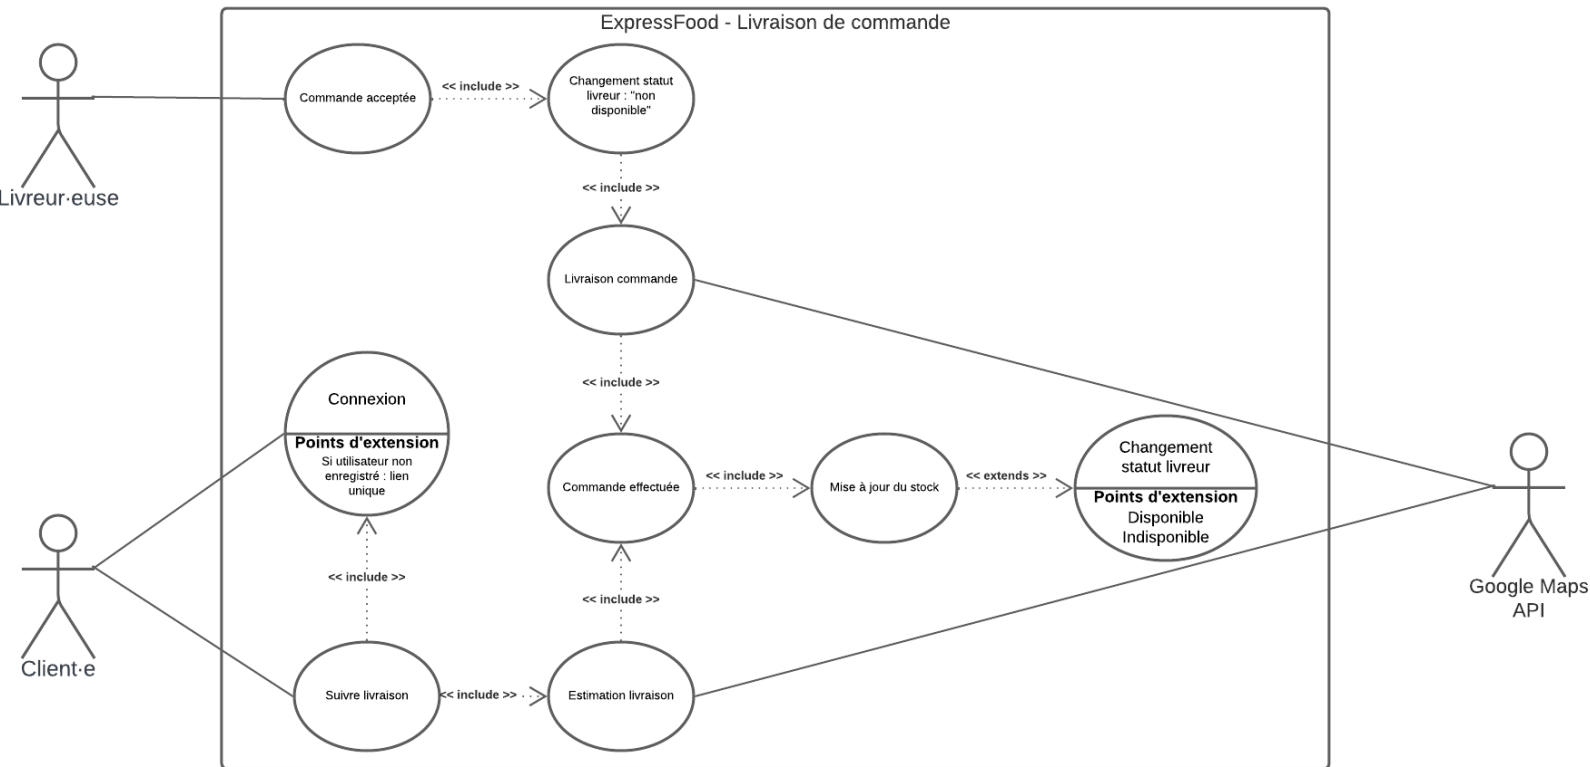 ExpressFood - Livraison de commande
Commande acceptée
<< include >>
Changement statut
livreur : "non
disponible"
Livreur·euse
<< include >>
Livraison commande
<< include >>
Connexion
Points d'extension
Si utilisateur non
enregistré : lien
unique
Commande effectuée
<< include >>
Mise à jour du stock
<< extends >>
Changement
statut livreur
Points d'extension
Disponible
Indisponible
Google Maps
API
<< include >>
<< include >>
Client·e
Suivre livraison
<< include >>
Estimation livraison